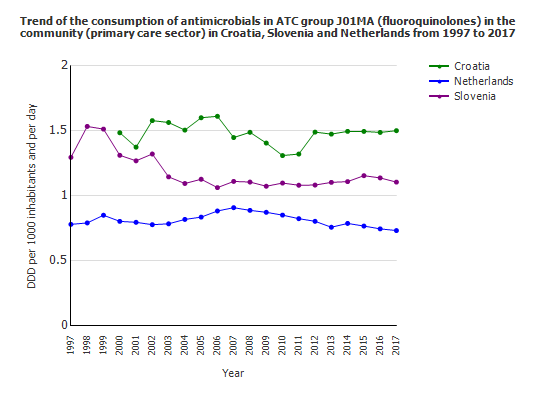 Trend of the consumption of antimicrobials in ATC group J01MA (fluoroquinolones) in the
community (primary care sector) in Croatia, Slovenia and Netherlands from 1997 to 2017
Croatia
Netherlands
Slovenia
DDD per 1000 inhabitants and per day
2
1.5
1
0.5
0
1997 1998 1999 2000 2001 2002 2003 2004 2005 2006 2007 2008 2009 2010 2011 2012 2013 2014 2015 2016 2017
Year